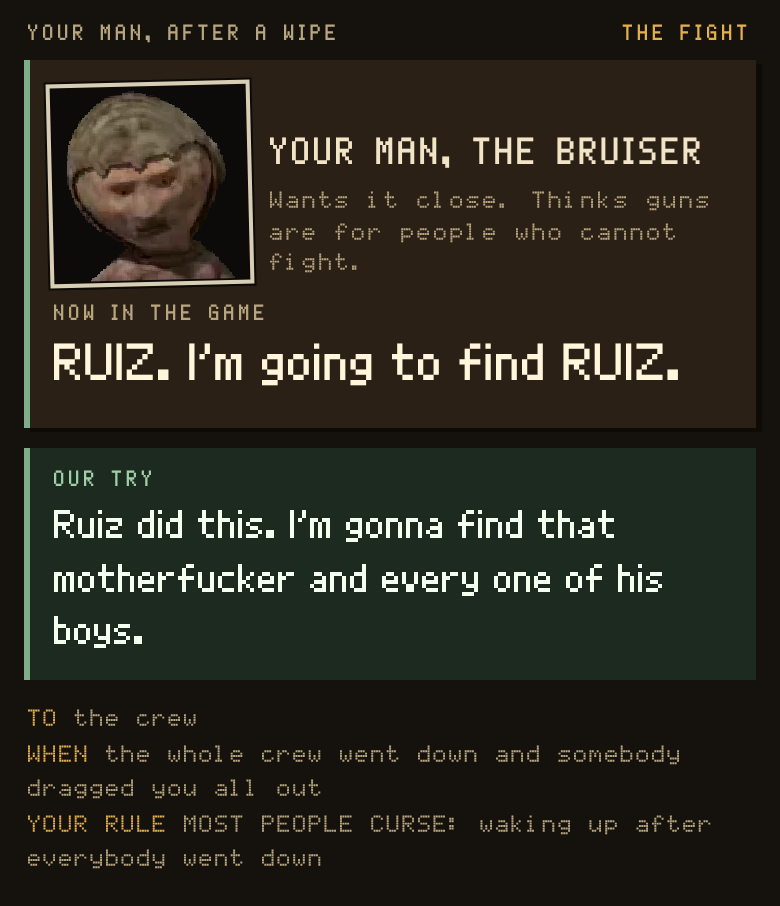 YOUR MAN, AFTER A WIPE
THE FIGHT
YOUR MAN, THE BRUISER
Wants it close. Thinks guns
are for people who cannot
fight.
NOW IN THE GAME
RUIZ. I'm going to find RUIZ.
OUR TRY
Ruiz did this. I'm gonna find that
motherfucker and every one of his
boys.
TO the crew
WHEN the whole crew went down and somebody
dragged you all out
YOUR RULE MOST PEOPLE CURSE: waking up after
everybody went down